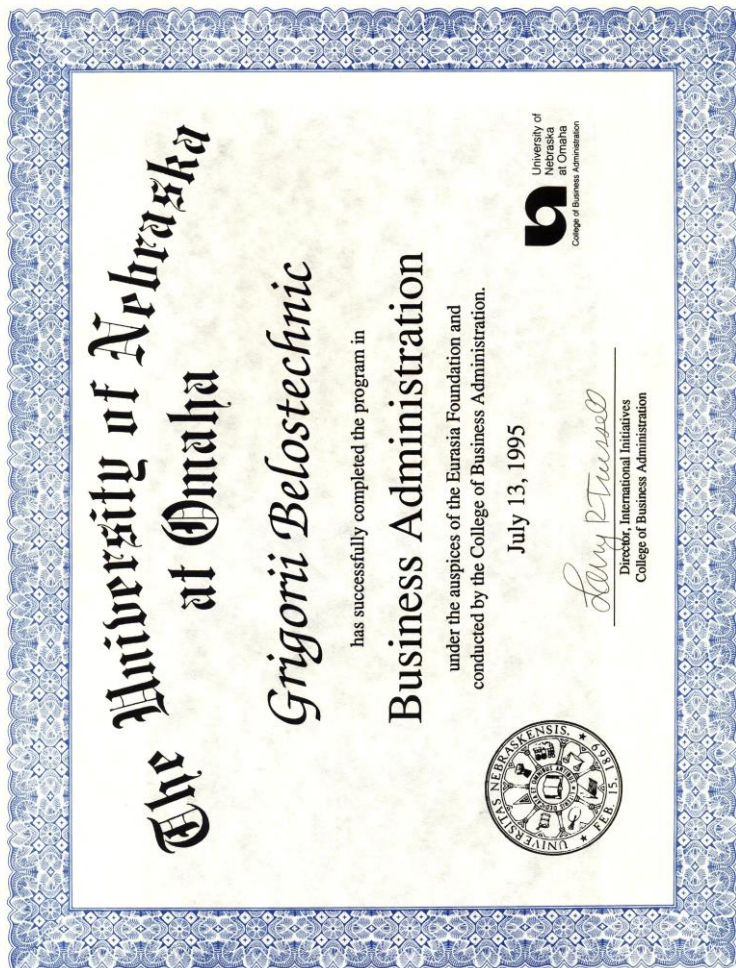 The University of Nebraska
at Omaha
Grigorii Belostechnic
has successfully completed the program in
Business Administration
under the auspices of the Eurasia Foundation and
conducted by the College of Business Administration.
July 13, 1995
UNIVERSITAS NEBRASKENSIS.
★ FEB. 15. 1869 ★
Larry P Trussell
Director, International Initiatives
College of Business Administration
University of
Nebraska
at Omaha
College of Business Administration